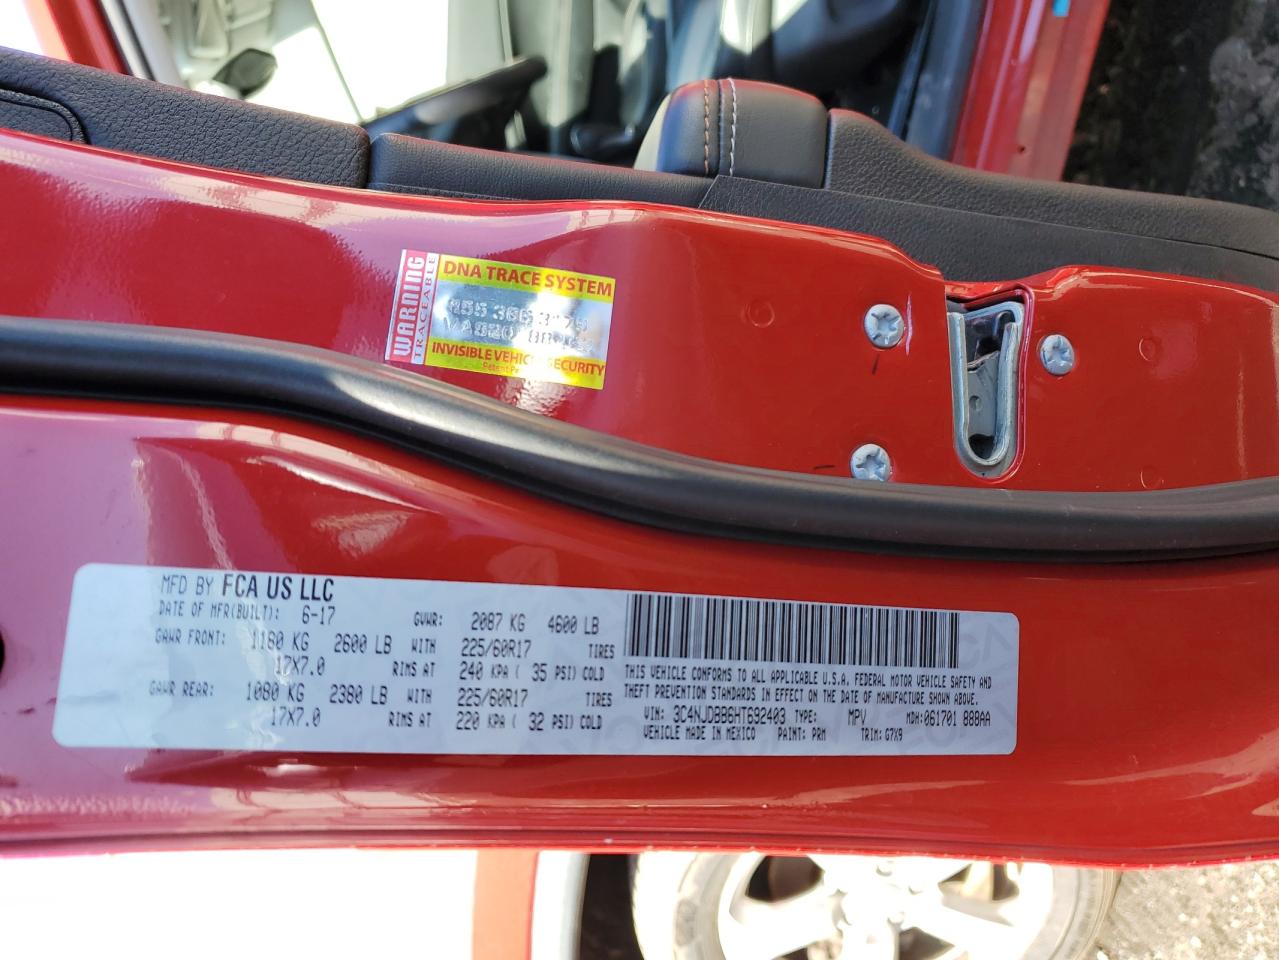 WARNING
TRACEABLE
DNA TRACE SYSTEM
INVISIBLE VEHICLE SECURITY
MFD BY FCA US LLC
DATE OF MFR(BUILT): 6-17 GVWR: 2087 KG 4600 LB
GAWR FRONT: 1180 KG 2600 LB WITH 225/60R17 TIRES
17X7.0 RIMS AT 240 KPA ( 35 PSI) COLD
GAWR REAR: 1080 KG 2380 LB WITH 225/60R17 TIRES
17X7.0 RIMS AT 220 KPA ( 32 PSI) COLD
THIS VEHICLE CONFORMS TO ALL APPLICABLE U.S.A. FEDERAL MOTOR VEHICLE SAFETY AND
THEFT PREVENTION STANDARDS IN EFFECT ON THE DATE OF MANUFACTURE SHOWN ABOVE.
VIN: 3C4NJDBB6HT692403 TYPE: MPV MDH: 061701 888AA
VEHICLE MADE IN MEXICO PAINT: PRM TRIM: G7X9